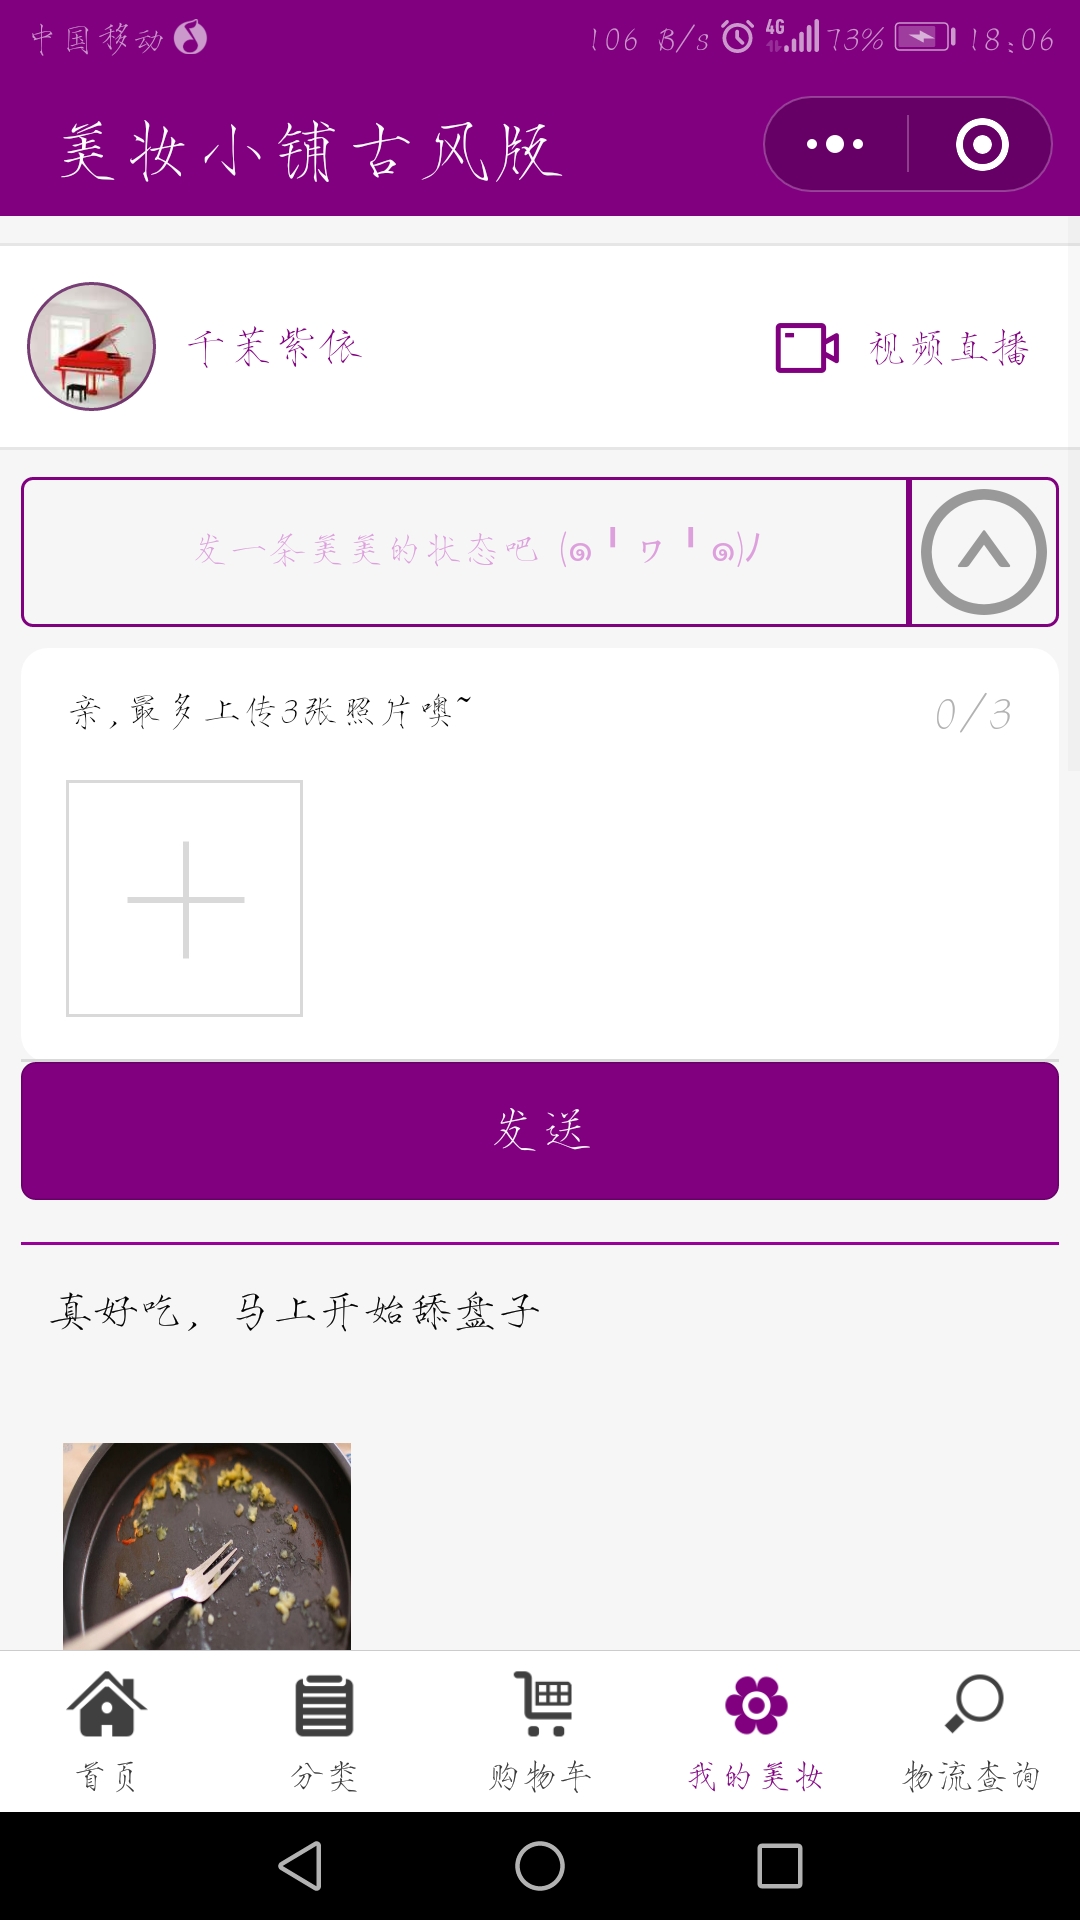 中国移动 106 B/s 4G 73% 18:06
美妆小铺古风版
千茉紫依 视频直播
发一条美美的状态吧 (๑╹ヮ╹๑)ﾉ
亲,最多上传3张照片噢~ 0/3
发送
真好吃，马上开始舔盘子
首页 分类 购物车 我的美妆 物流查询